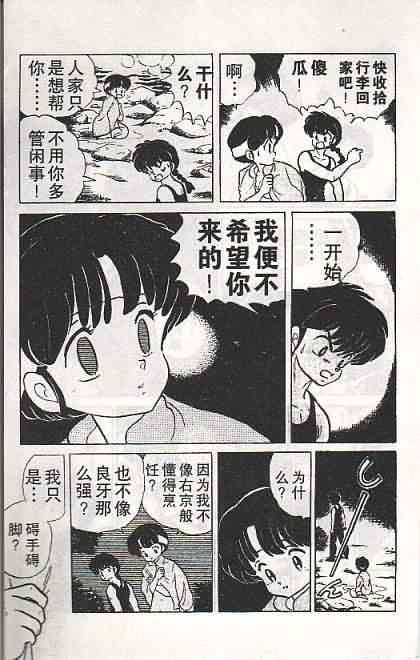 快收拾
行李回
家吧！
傻
瓜
啊…
干什
么？
人家只
是想帮
你……
不用你多
管闲事！
一开始
……
我便不
希望你
来的！
为什
么？
因为我不
像右京般
懂得烹
饪？
也不像
良牙那
么强？
我只
是…
碍手碍
脚？